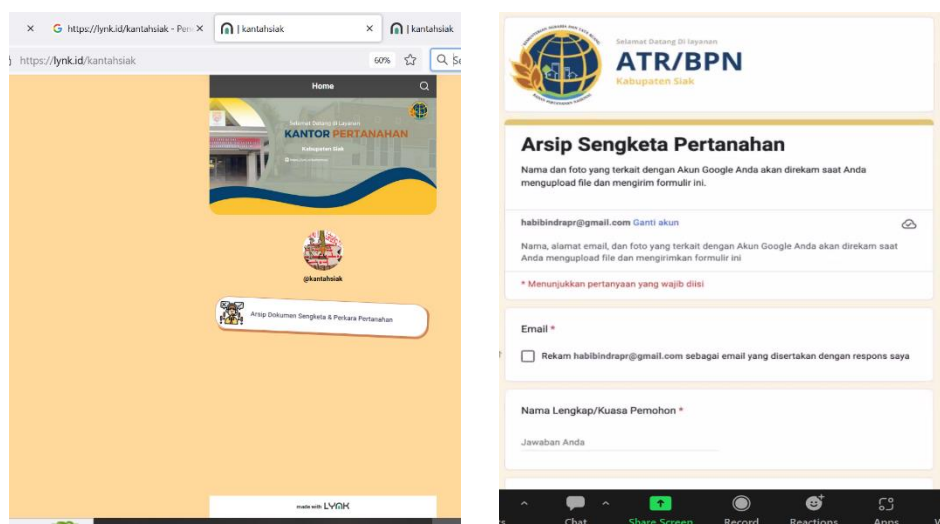 https://lynk.id/kantahsiak - Pen
| kantahsiak
| kantahsiak
https://lynk.id/kantahsiak
60%
Home
Selamat Datang di Layanan
KANTOR PERTANAHAN
Kabupaten Siak
@kantahsiak
Arsip Dokumen Sengketa & Perkara Pertanahan
made with LYNK
Selamat Datang Di layanan
ATR/BPN
Kabupaten Siak
Arsip Sengketa Pertanahan
Nama dan foto yang terkait dengan Akun Google Anda akan direkam saat Anda
mengupload file dan mengirim formulir ini.
habibindrapr@gmail.com Ganti akun
Nama, alamat email, dan foto yang terkait dengan Akun Google Anda akan direkam saat
Anda mengupload file dan mengirimkan formulir ini
* Menunjukkan pertanyaan yang wajib diisi
Email *
Rekam habibindrapr@gmail.com sebagai email yang disertakan dengan respons saya
Nama Lengkap/Kuasa Pemohon *
Jawaban Anda
Chat
Share Screen
Record
Reactions
Apps